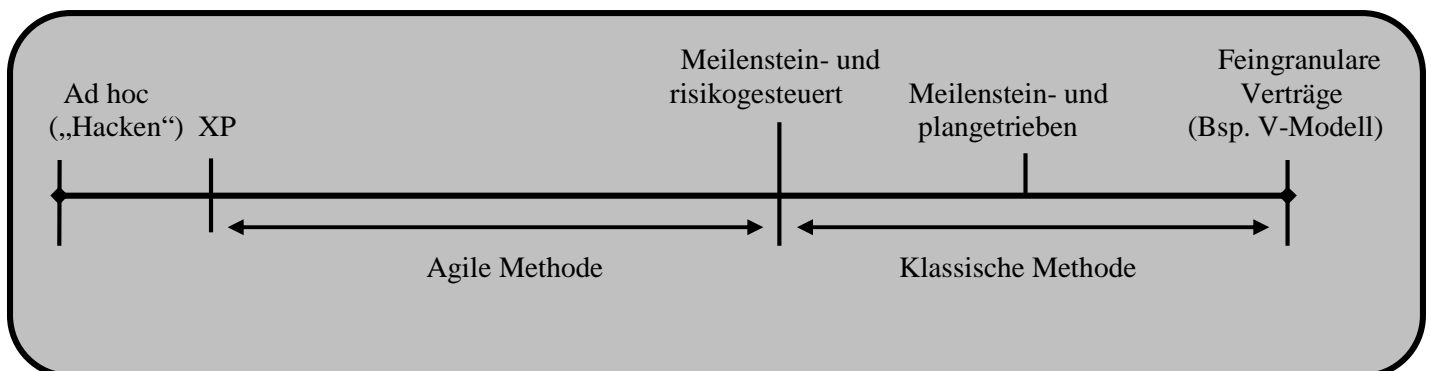 Ad hoc
(„Hacken“)
XP
Meilenstein- und
risikogesteuert
Meilenstein- und
plangetrieben
Feingranulare
Verträge
(Bsp. V-Modell)
Agile Methode
Klassische Methode